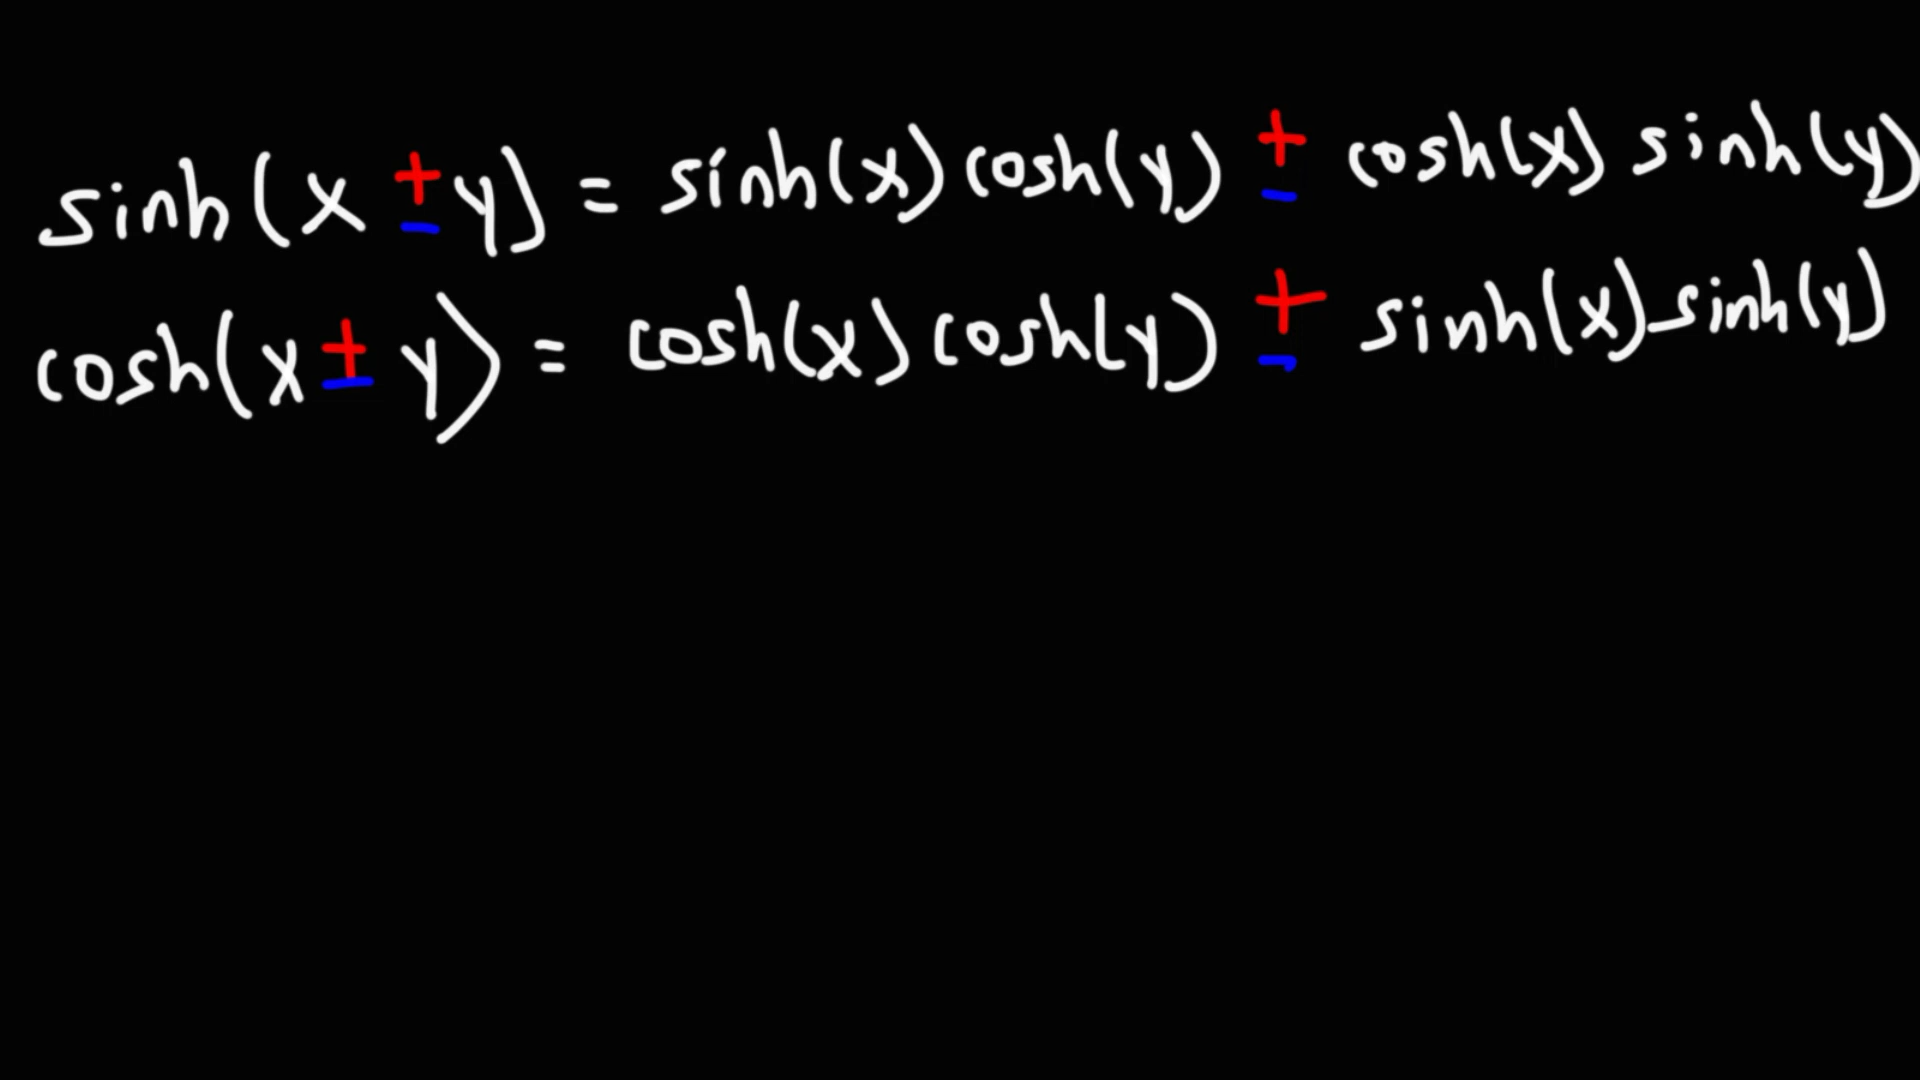 sinh(x ± y) = sinh(x) cosh(y) ± cosh(x) sinh(y)
cosh(x ± y) = cosh(x) cosh(y) ± sinh(x) sinh(y)